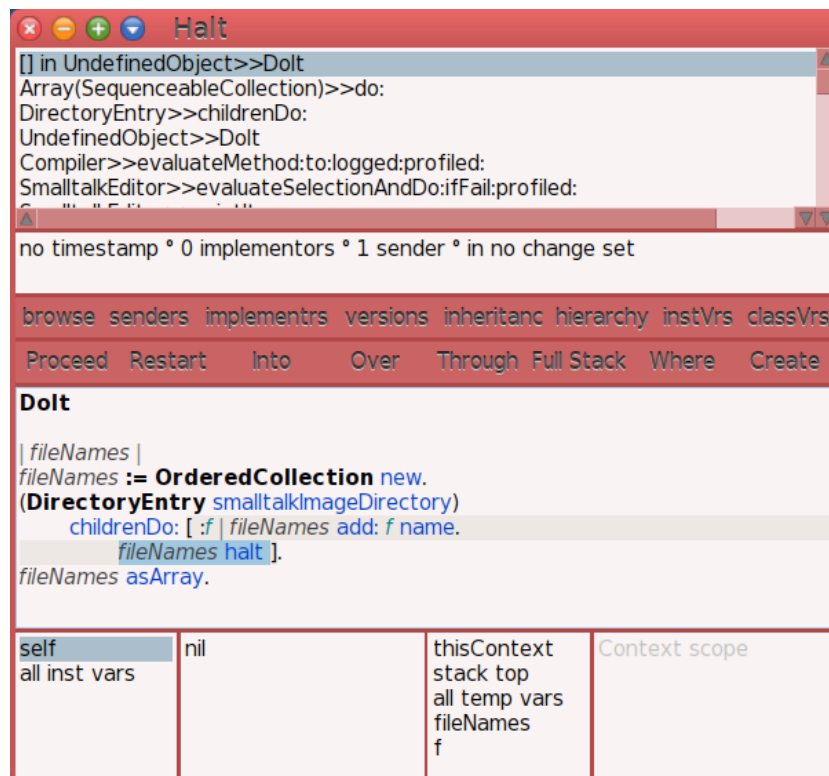 Halt
[] in UndefinedObject>>DoIt
Array(SequenceableCollection)>>do:
DirectoryEntry>>childrenDo:
UndefinedObject>>DoIt
Compiler>>evaluateMethod:to:logged:profiled:
SmalltalkEditor>>evaluateSelectionAndDo:ifFail:profiled:
no timestamp ° 0 implementors ° 1 sender ° in no change set
browse senders implementrs versions inheritanc hierarchy instVrs classVrs
Proceed Restart Into Over Through Full Stack Where Create
DoIt
| fileNames |
fileNames := OrderedCollection new.
(DirectoryEntry smalltalkImageDirectory)
childrenDo: [ :f | fileNames add: f name.
fileNames halt ].
fileNames asArray.
self nil thisContext Context scope
all inst vars stack top
all temp vars
fileNames
f